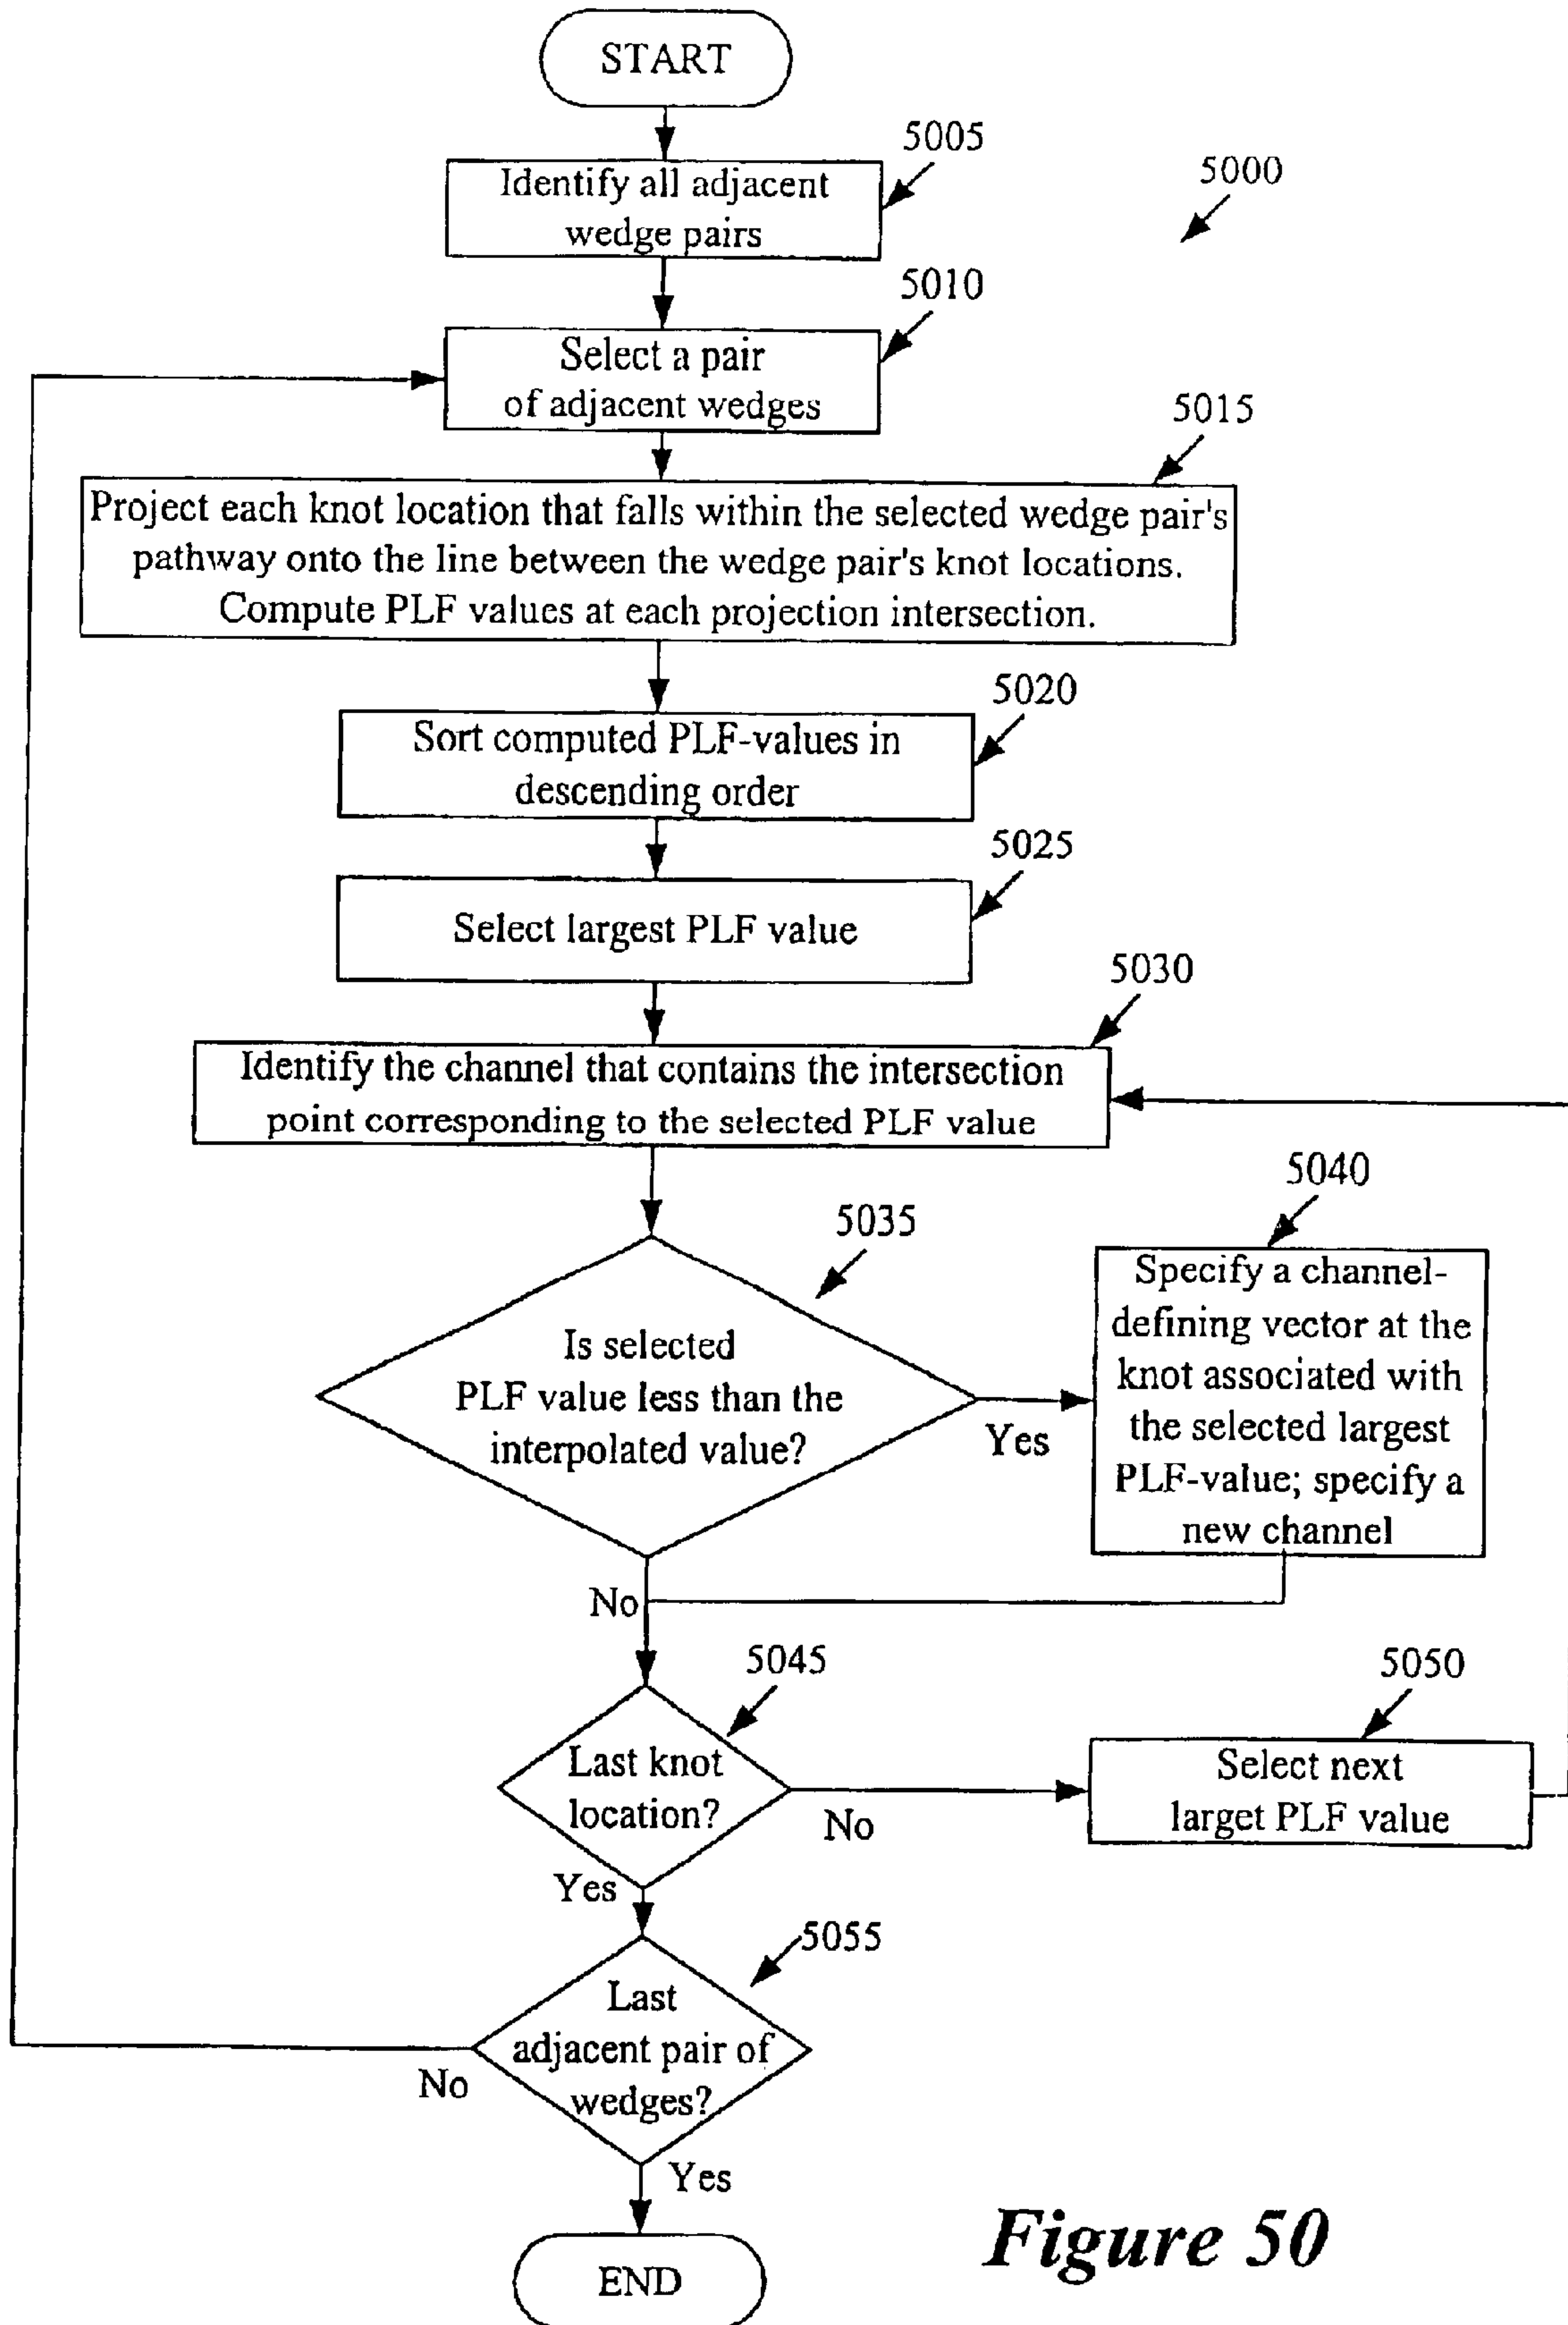 START
5005
Identify all adjacent
wedge pairs
5000
5010
Select a pair
of adjacent wedges
5015
Project each knot location that falls within the selected wedge pair's
pathway onto the line between the wedge pair's knot locations.
Compute PLF values at each projection intersection.
5020
Sort computed PLF-values in
descending order
5025
Select largest PLF value
5030
Identify the channel that contains the intersection
point corresponding to the selected PLF value
5035
Is selected
PLF value less than the
interpolated value?
Yes
5040
Specify a channel-
defining vector at the
knot associated with
the selected largest
PLF-value; specify a
new channel
No
5045
Last knot
location?
No
5050
Select next
larget PLF value
Yes
5055
Last
adjacent pair of
wedges?
No
Yes
END
Figure 50